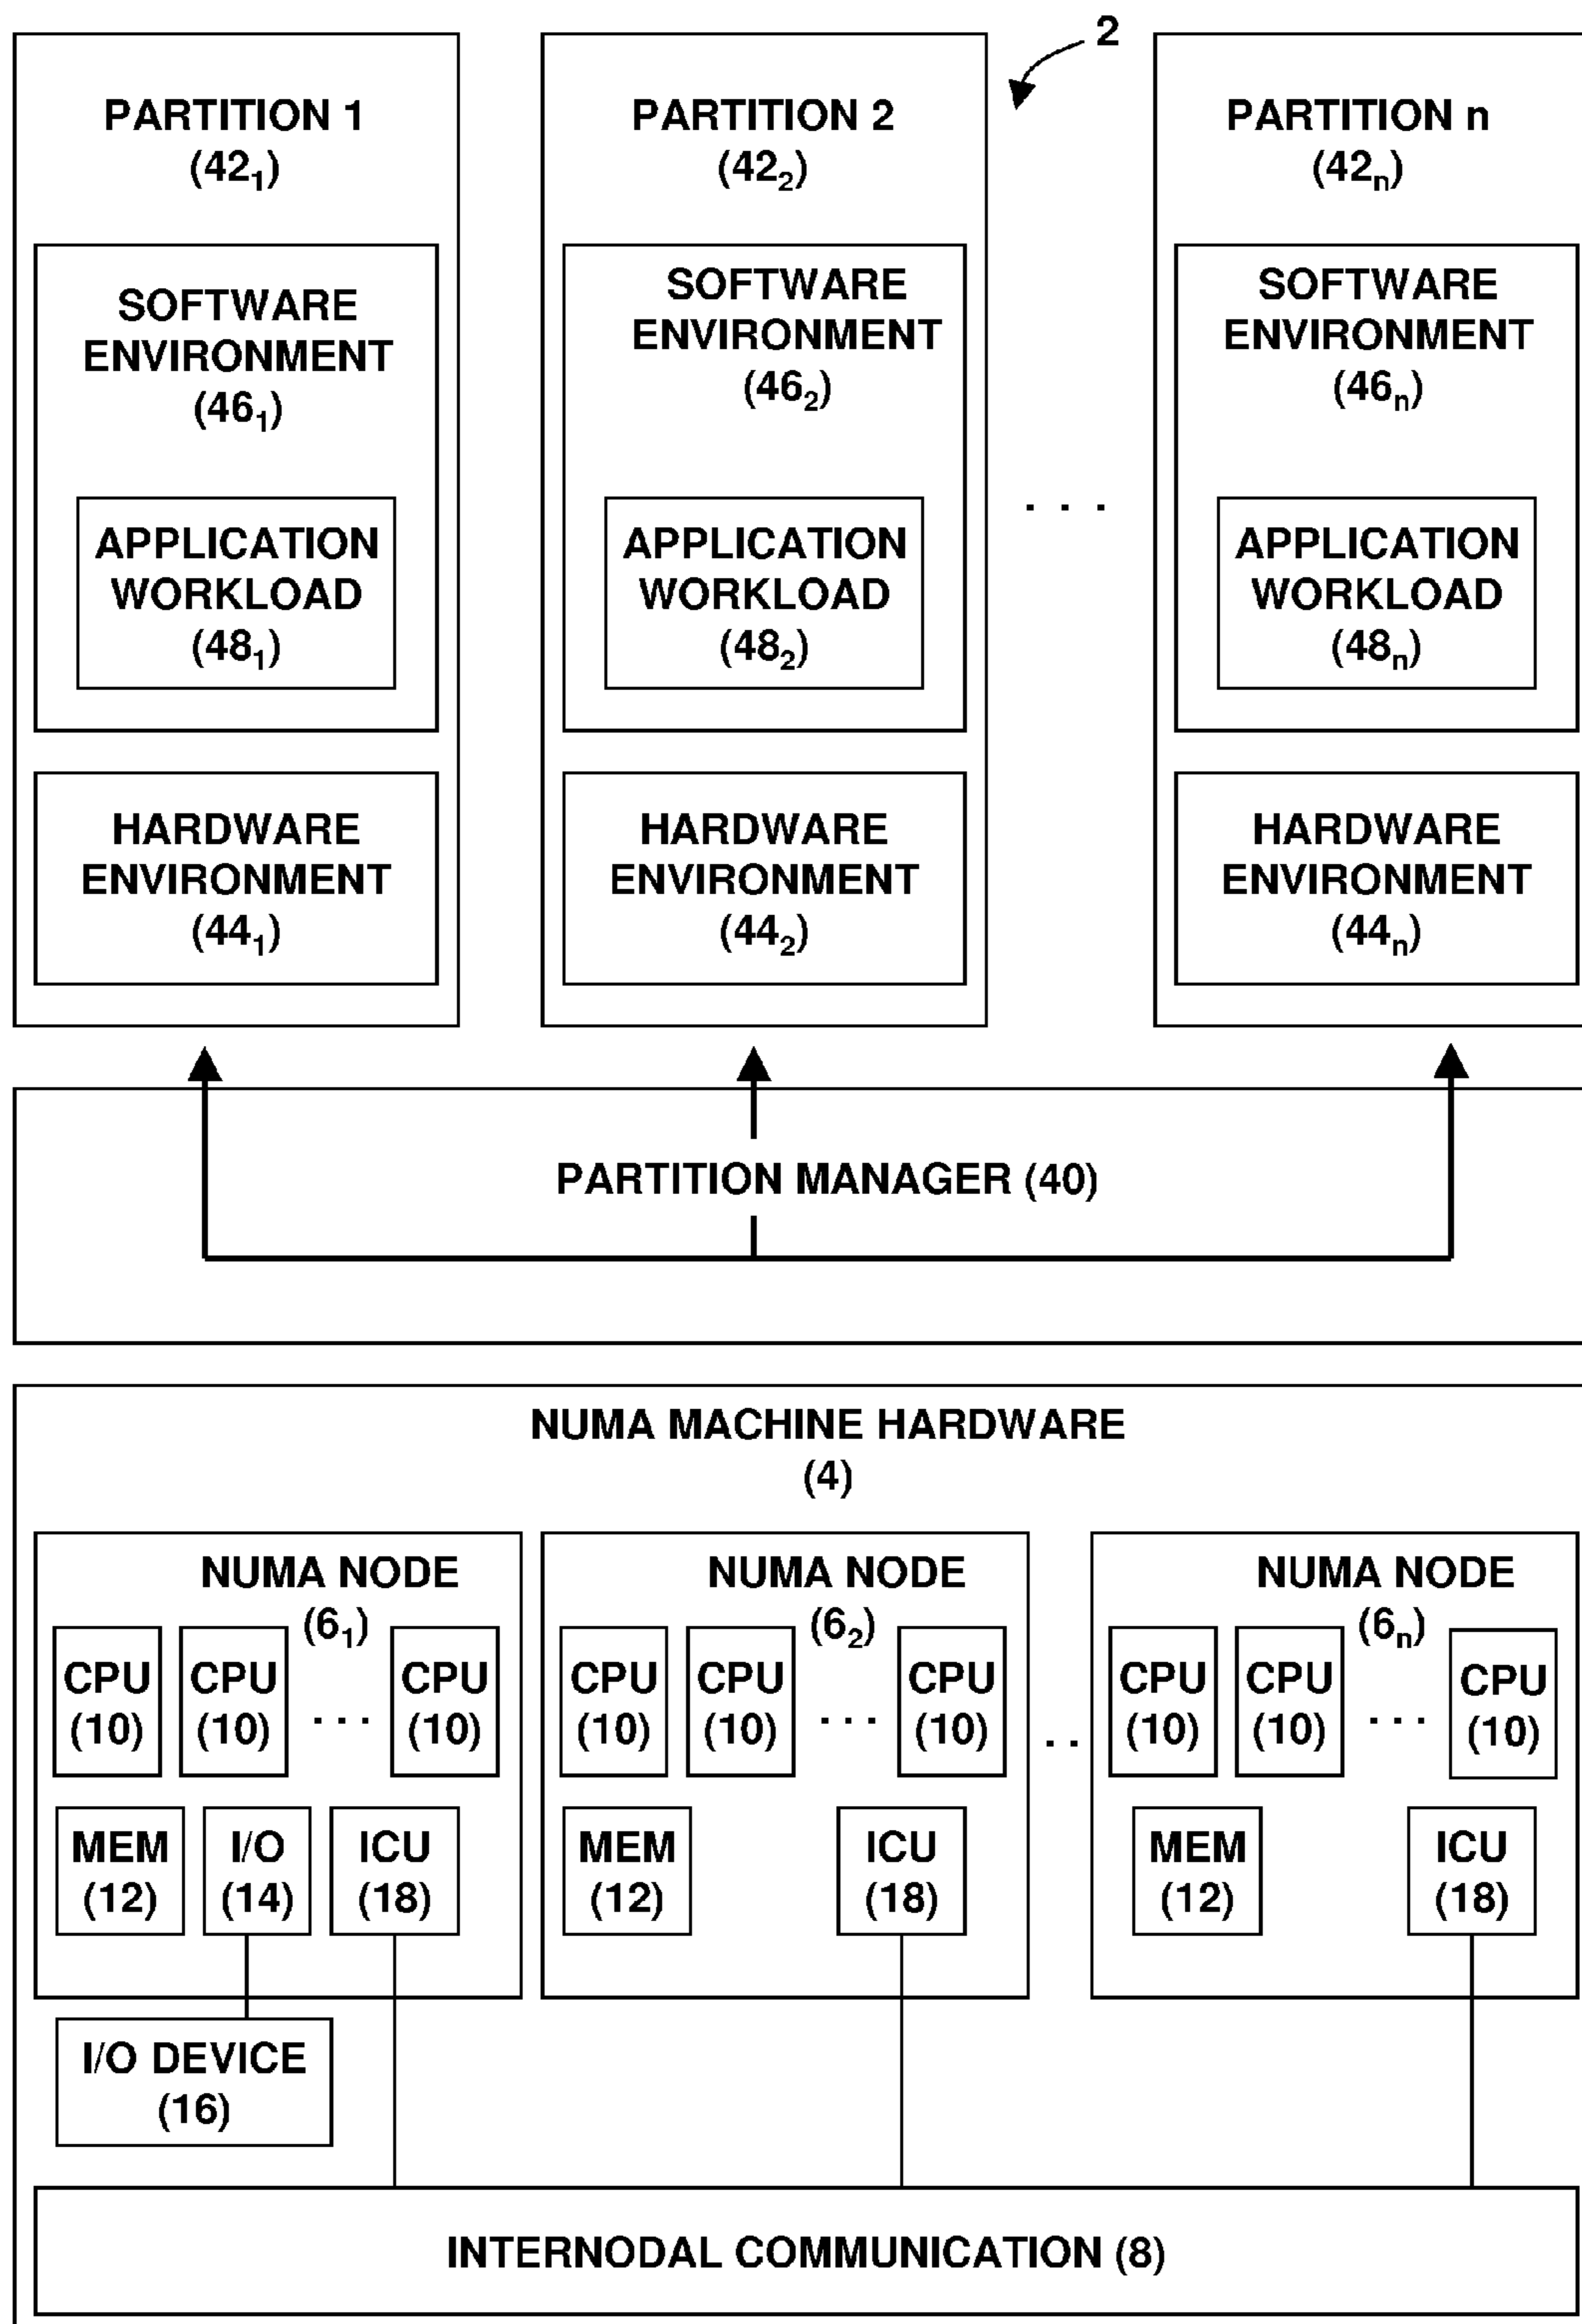 2
PARTITION 1
(42₁)
SOFTWARE
ENVIRONMENT
(46₁)
APPLICATION
WORKLOAD
(48₁)
HARDWARE
ENVIRONMENT
(44₁)
PARTITION 2
(42₂)
SOFTWARE
ENVIRONMENT
(46₂)
APPLICATION
WORKLOAD
(48₂)
HARDWARE
ENVIRONMENT
(44₂)
. . .
PARTITION n
(42ₙ)
SOFTWARE
ENVIRONMENT
(46ₙ)
APPLICATION
WORKLOAD
(48ₙ)
HARDWARE
ENVIRONMENT
(44ₙ)
PARTITION MANAGER (40)
NUMA MACHINE HARDWARE
(4)
NUMA NODE
(6₁)
CPU
(10)
CPU
(10)
. . .
CPU
(10)
MEM
(12)
I/O
(14)
ICU
(18)
I/O DEVICE
(16)
NUMA NODE
(6₂)
CPU
(10)
CPU
(10)
. . .
CPU
(10)
MEM
(12)
ICU
(18)
. .
NUMA NODE
(6ₙ)
CPU
(10)
CPU
(10)
. . .
CPU
(10)
MEM
(12)
ICU
(18)
INTERNODAL COMMUNICATION (8)